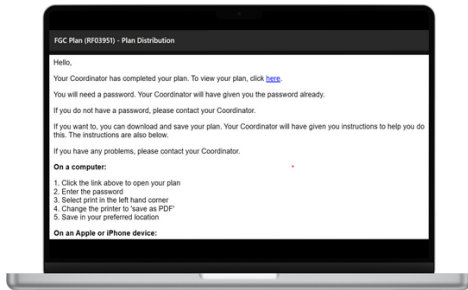 FGC Plan (RF03951) - Plan Distribution
Hello,
Your Coordinator has completed your plan. To view your plan, click here.
You will need a password. Your Coordinator will have given you the password already.
If you do not have a password, please contact your Coordinator.
If you want to, you can download and save your plan. Your Coordinator will have given you instructions to help you do
this. The instructions are also below.
If you have any problems, please contact your Coordinator.
On a computer:
1. Click the link above to open your plan
2. Enter the password
3. Select print in the left hand corner
4. Change the printer to 'save as PDF'
5. Save in your preferred location
On an Apple or iPhone device: